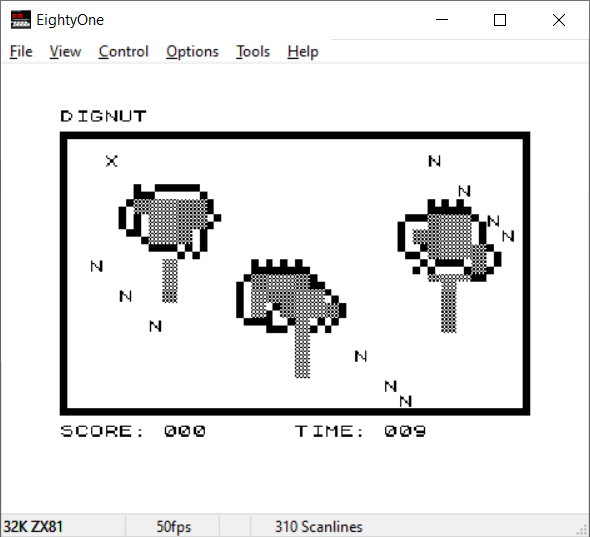 EightyOne
File View Control Options Tools Help
DIGNUT
X N
N
N
N
N
N
N
N
N
N
SCORE: 000 TIME: 009
32K ZX81 50fps 310 Scanlines